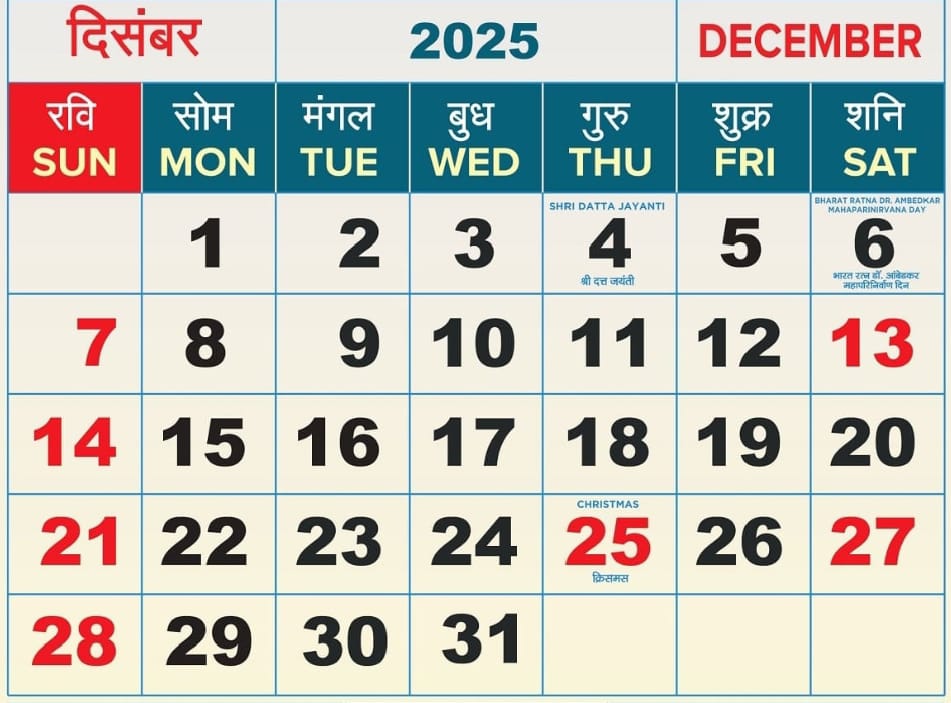 दिसंबर 2025 DECEMBER
रवि सोम मंगल बुध गुरु शुक्र शनि
SUN MON TUE WED THU FRI SAT
SHRI DATTA JAYANTI BHARAT RATNA DR. AMBEDKAR
MAHAPARINIRVANA DAY
1 2 3 4 5 6
श्री दत्त जयंती भारत रत्न डॉ. आंबेडकर
महापरिनिर्वाण दिन
7 8 9 10 11 12 13
14 15 16 17 18 19 20
CHRISTMAS
21 22 23 24 25 26 27
क्रिसमस
28 29 30 31